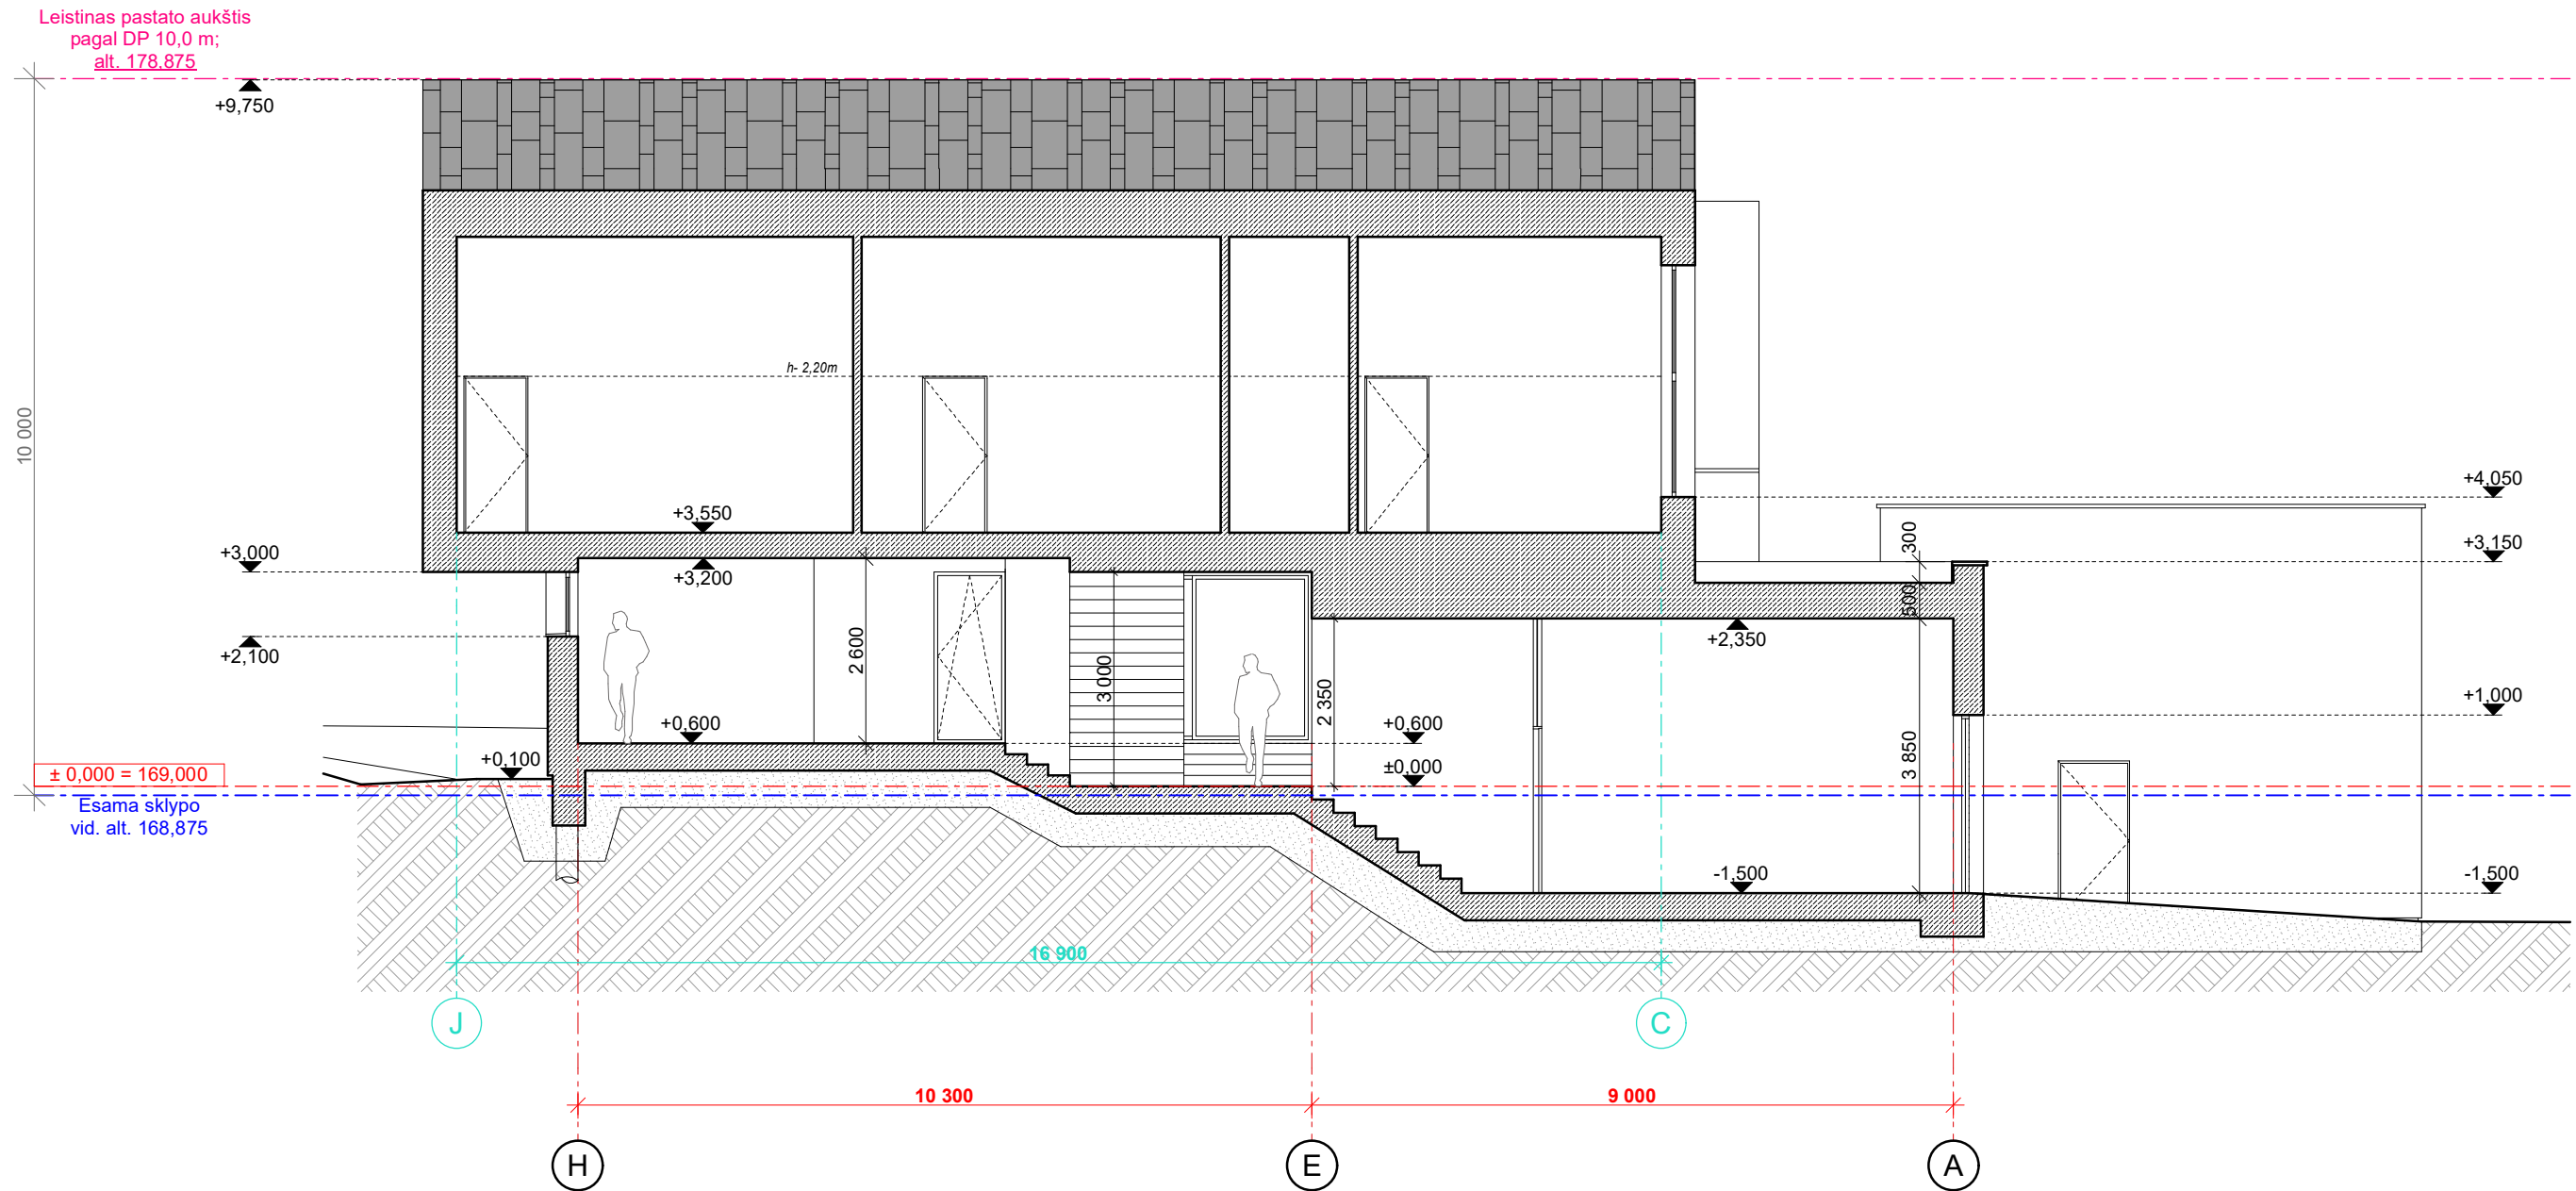 Leistinas pastato aukštis
pagal DP 10,0 m;
alt. 178,875
+9,750
10 000
h- 2,20m
+4,050
+3,550
+3,000
300
+3,150
+3,200
500
+2,350
2 600
+2,100
3 000
2 350
+1,000
+0,600
+0,600
3 850
+0,100
±0,000
± 0,000 = 169,000
Esama sklypo
vid. alt. 168,875
-1,500
-1,500
16 900
J
C
10 300
9 000
H
E
A